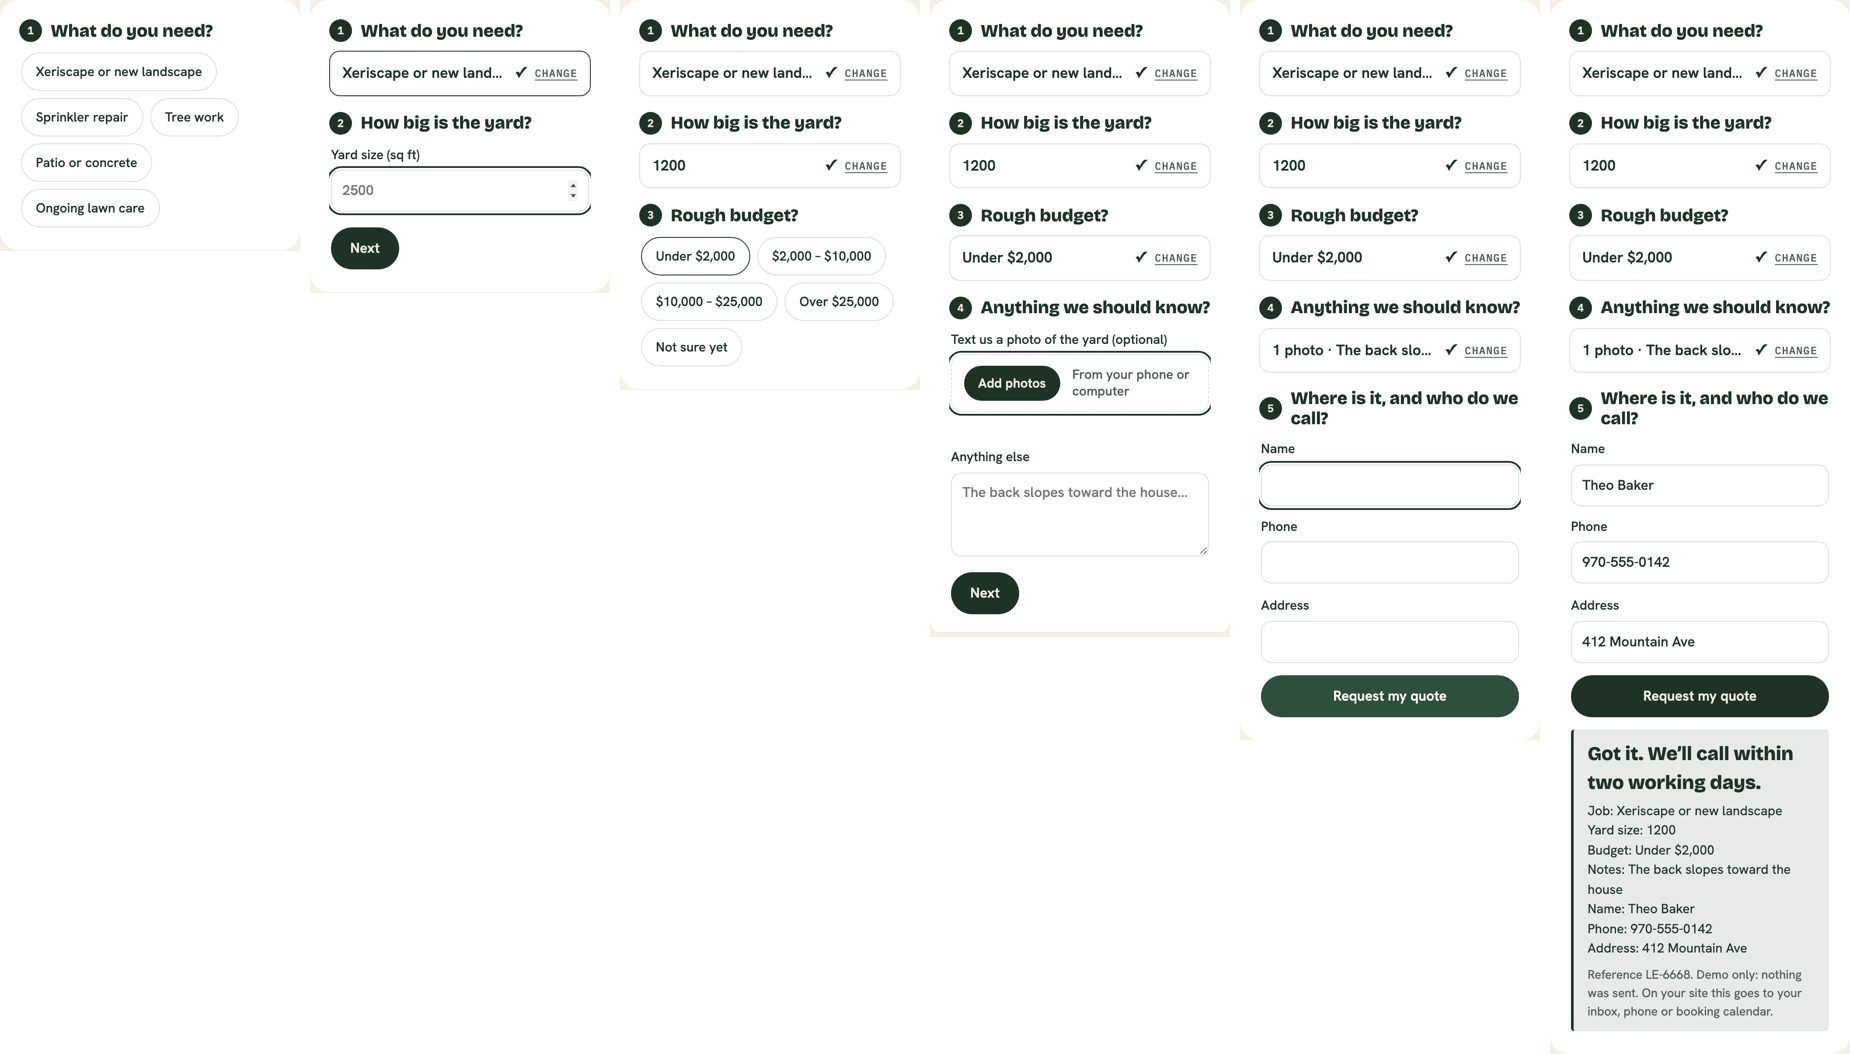 1 What do you need?
Xeriscape or new landscape
Sprinkler repair
Tree work
Patio or concrete
Ongoing lawn care
1 What do you need?
Xeriscape or new land... ✓ CHANGE
2 How big is the yard?
Yard size (sq ft)
2500
Next
1 What do you need?
Xeriscape or new land... ✓ CHANGE
2 How big is the yard?
1200 ✓ CHANGE
3 Rough budget?
Under $2,000
$2,000 – $10,000
$10,000 – $25,000
Over $25,000
Not sure yet
1 What do you need?
Xeriscape or new land... ✓ CHANGE
2 How big is the yard?
1200 ✓ CHANGE
3 Rough budget?
Under $2,000 ✓ CHANGE
4 Anything we should know?
Text us a photo of the yard (optional)
Add photos
From your phone or
computer
Anything else
The back slopes toward the house...
Next
1 What do you need?
Xeriscape or new land... ✓ CHANGE
2 How big is the yard?
1200 ✓ CHANGE
3 Rough budget?
Under $2,000 ✓ CHANGE
4 Anything we should know?
1 photo · The back slo... ✓ CHANGE
5 Where is it, and who do we
call?
Name
Phone
Address
Request my quote
1 What do you need?
Xeriscape or new land... ✓ CHANGE
2 How big is the yard?
1200 ✓ CHANGE
3 Rough budget?
Under $2,000 ✓ CHANGE
4 Anything we should know?
1 photo · The back slo... ✓ CHANGE
5 Where is it, and who do we
call?
Name
Theo Baker
Phone
970-555-0142
Address
412 Mountain Ave
Request my quote
Got it. We'll call within
two working days.
Job: Xeriscape or new landscape
Yard size: 1200
Budget: Under $2,000
Notes: The back slopes toward the
house
Name: Theo Baker
Phone: 970-555-0142
Address: 412 Mountain Ave
Reference LE-6668. Demo only: nothing
was sent. On your site this goes to your
inbox, phone or booking calendar.